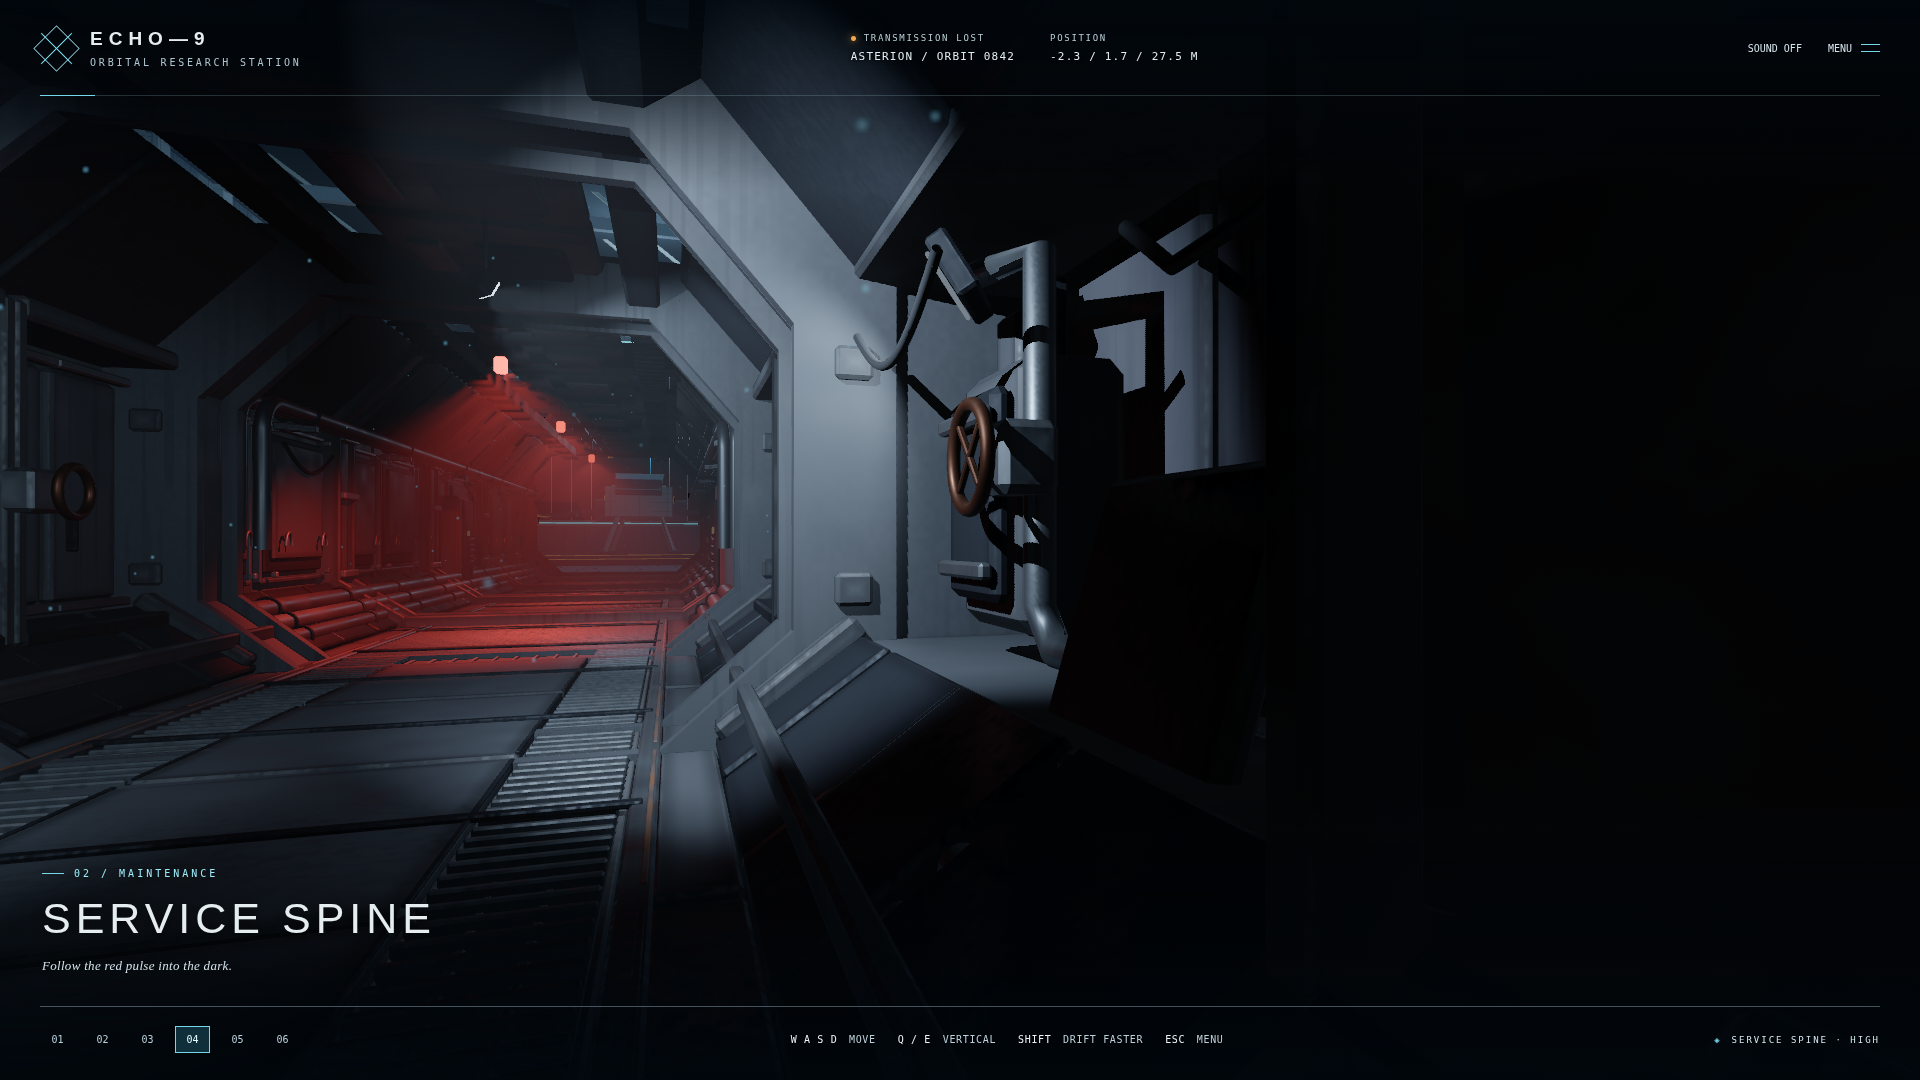 ECHO—9
ORBITAL RESEARCH STATION
TRANSMISSION LOST
ASTERION / ORBIT 0842
POSITION
-2.3 / 1.7 / 27.5 M
SOUND OFF
MENU
02 / MAINTENANCE
SERVICE SPINE
Follow the red pulse into the dark.
01 02 03 04 05 06
W A S D MOVE Q / E VERTICAL SHIFT DRIFT FASTER ESC MENU
SERVICE SPINE · HIGH